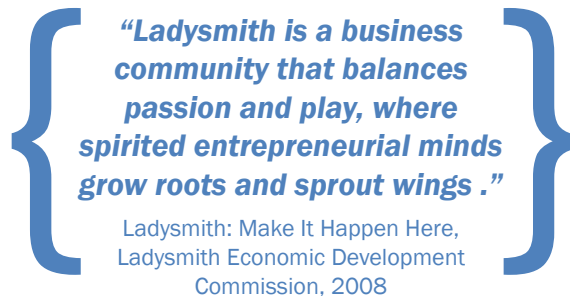 “Ladysmith is a business
community that balances
passion and play, where
spirited entrepreneurial minds
grow roots and sprout wings .”
Ladysmith: Make It Happen Here,
Ladysmith Economic Development
Commission, 2008